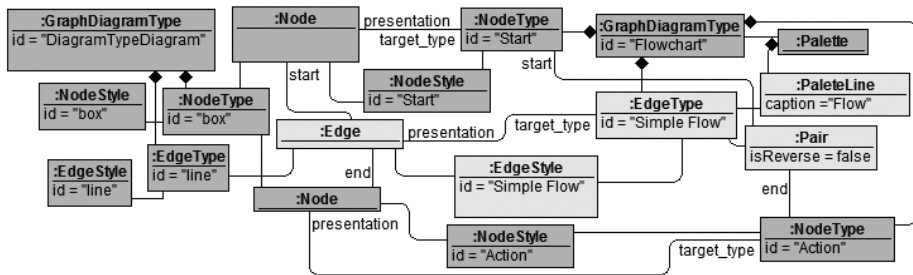 :GraphDiagramType
id = "DiagramTypeDiagram"
:Node
presentation
target_type
:NodeType
id = "Start"
:GraphDiagramType
id = "Flowchart"
:Palette
:NodeStyle
id = "box"
:NodeType
id = "box"
start
:NodeStyle
id = "Start"
start
:PaleteLine
caption ="Flow"
:Edge
presentation
target_type
:EdgeType
id = "Simple Flow"
:Pair
isReverse = false
:EdgeStyle
id = "line"
:EdgeType
id = "line"
end
:EdgeStyle
id = "Simple Flow"
end
:Node
presentation
:NodeStyle
id = "Action"
target_type
:NodeType
id = "Action"